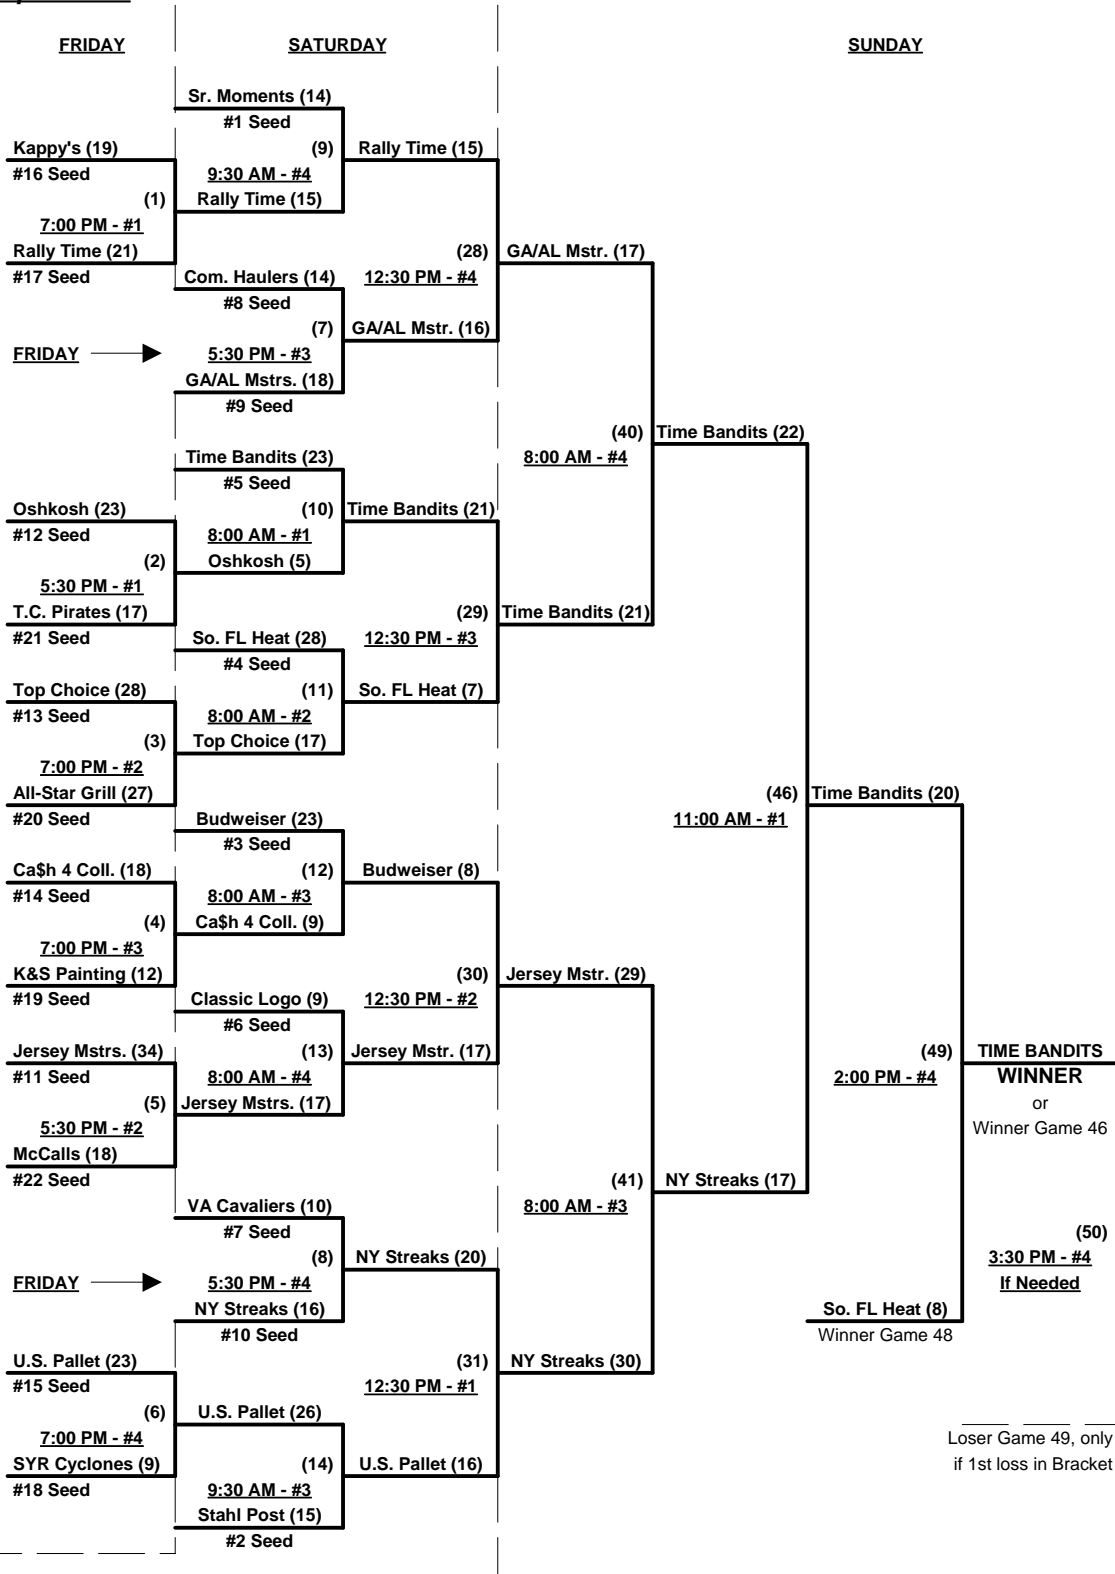 FRIDAY
SATURDAY
SUNDAY
Sr. Moments (14)
#1 Seed
Kappy's (19)
(9)
Rally Time (15)
#16 Seed
9:30 AM - #4
(1)
Rally Time (15)
7:00 PM - #1
Rally Time (21)
(28)
GA/AL Mstr. (17)
#17 Seed
Com. Haulers (14)
12:30 PM - #4
#8 Seed
(7)
GA/AL Mstr. (16)
FRIDAY
5:30 PM - #3
GA/AL Mstrs. (18)
#9 Seed
(40)
Time Bandits (22)
Time Bandits (23)
8:00 AM - #4
#5 Seed
Oshkosh (23)
(10)
Time Bandits (21)
#12 Seed
8:00 AM - #1
(2)
Oshkosh (5)
5:30 PM - #1
T.C. Pirates (17)
(29)
Time Bandits (21)
#21 Seed
So. FL Heat (28)
12:30 PM - #3
#4 Seed
Top Choice (28)
(11)
So. FL Heat (7)
#13 Seed
8:00 AM - #2
(3)
Top Choice (17)
7:00 PM - #2
All-Star Grill (27)
(46)
Time Bandits (20)
#20 Seed
Budweiser (23)
11:00 AM - #1
#3 Seed
Ca$h 4 Coll. (18)
(12)
Budweiser (8)
#14 Seed
8:00 AM - #3
(4)
Ca$h 4 Coll. (9)
7:00 PM - #3
K&S Painting (12)
(30)
Jersey Mstr. (29)
#19 Seed
Classic Logo (9)
12:30 PM - #2
#6 Seed
Jersey Mstrs. (34)
(13)
Jersey Mstr. (17)
(49)
TIME BANDITS
#11 Seed
8:00 AM - #4
2:00 PM - #4
WINNER
(5)
Jersey Mstrs. (17)
or
5:30 PM - #2
Winner Game 46
McCalls (18)
#22 Seed
(41)
NY Streaks (17)
VA Cavaliers (10)
8:00 AM - #3
#7 Seed
(50)
(8)
NY Streaks (20)
3:30 PM - #4
FRIDAY
5:30 PM - #4
If Needed
NY Streaks (16)
So. FL Heat (8)
#10 Seed
Winner Game 48
U.S. Pallet (23)
(31)
NY Streaks (30)
#15 Seed
12:30 PM - #1
(6)
U.S. Pallet (26)
7:00 PM - #4
Loser Game 49, only
SYR Cyclones (9)
(14)
U.S. Pallet (16)
if 1st loss in Bracket
#18 Seed
9:30 AM - #3
Stahl Post (15)
#2 Seed